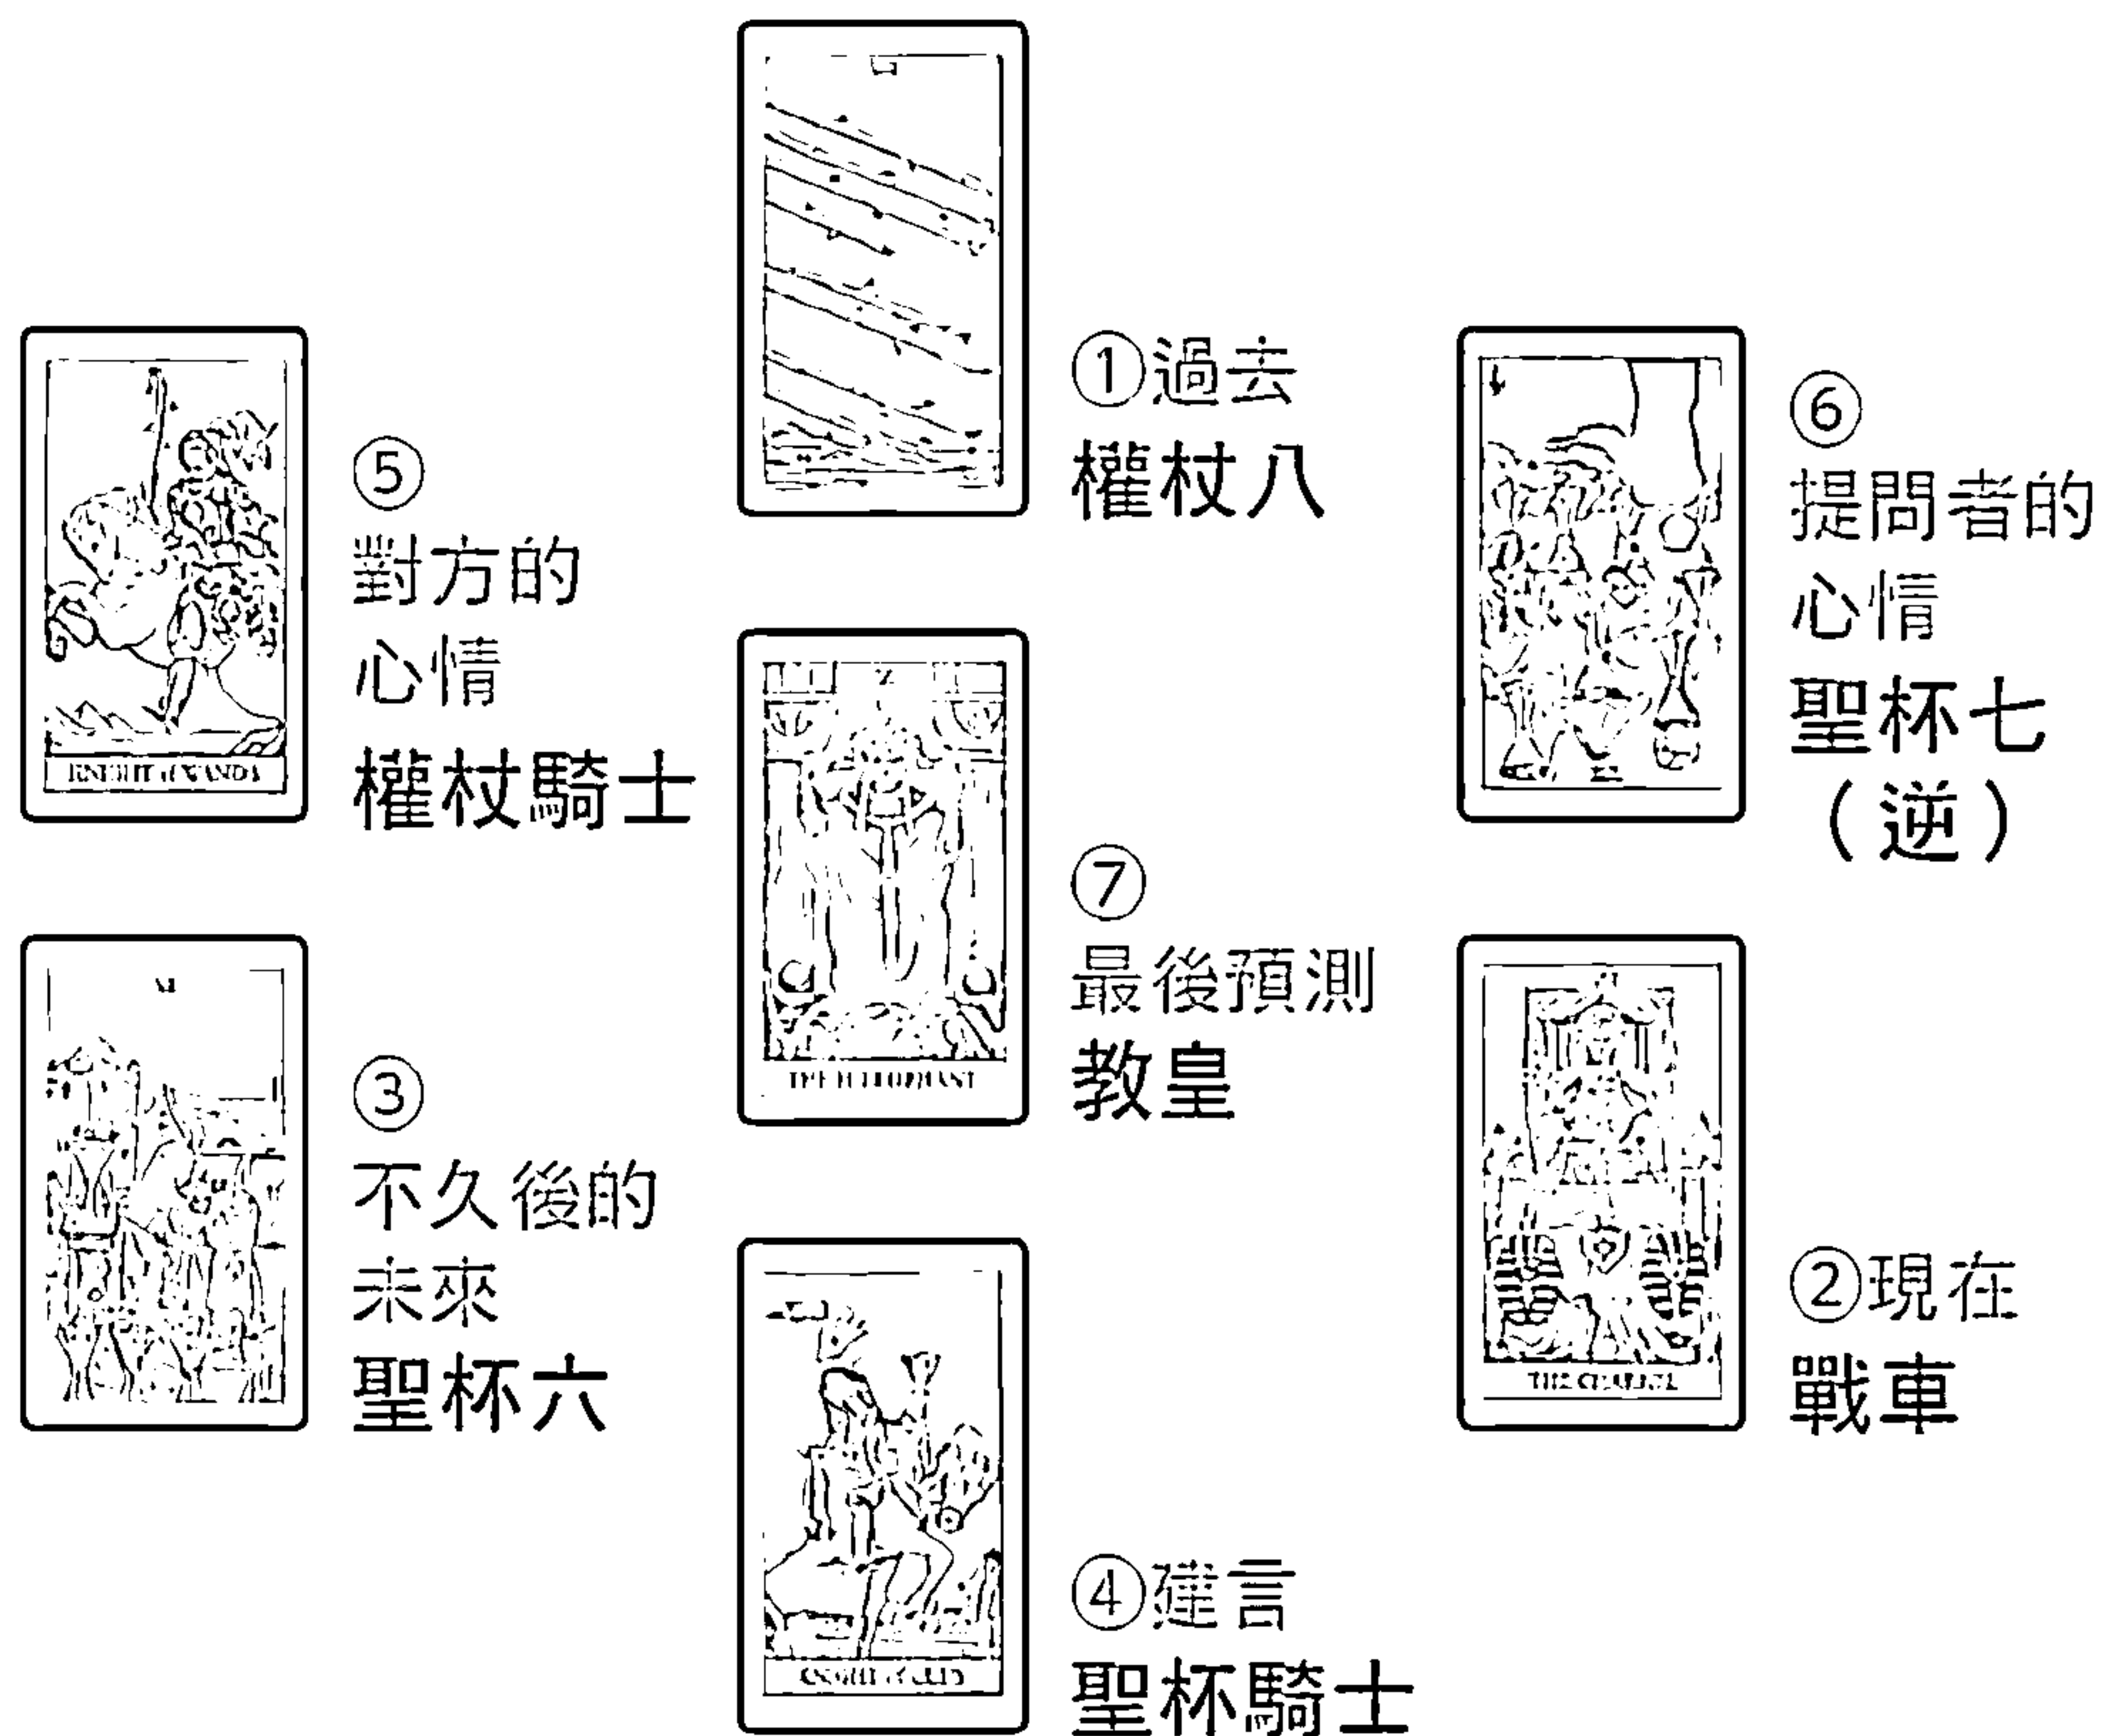 ①過去
權杖八
②現在
戰車
③
不久後的
未來
聖杯六
④建言
聖杯騎士
⑤
對方的
心情
權杖騎士
⑥
提問者的
心情
聖杯七
（逆）
⑦
最後預測
教皇